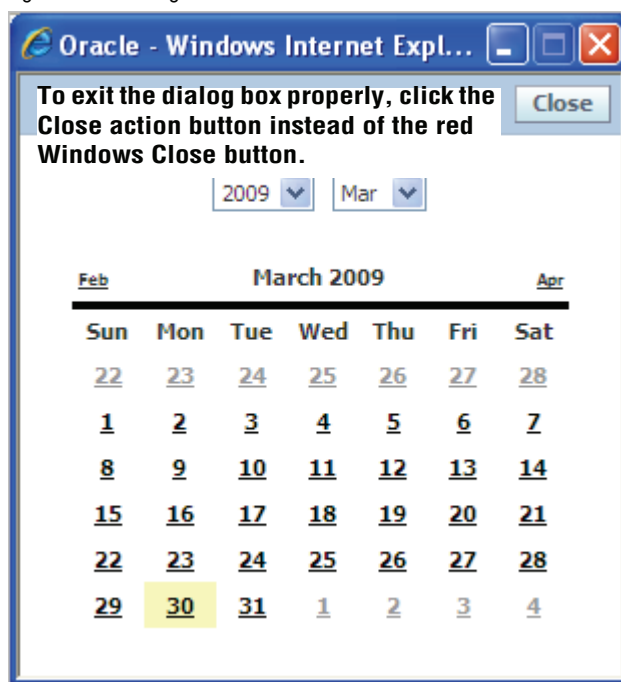 Oracle - Windows Internet Expl...
To exit the dialog box properly, click the
Close action button instead of the red
Windows Close button.
Close
2009 Mar
Feb March 2009 Apr
Sun Mon Tue Wed Thu Fri Sat
22 23 24 25 26 27 28
1 2 3 4 5 6 7
8 9 10 11 12 13 14
15 16 17 18 19 20 21
22 23 24 25 26 27 28
29 30 31 1 2 3 4